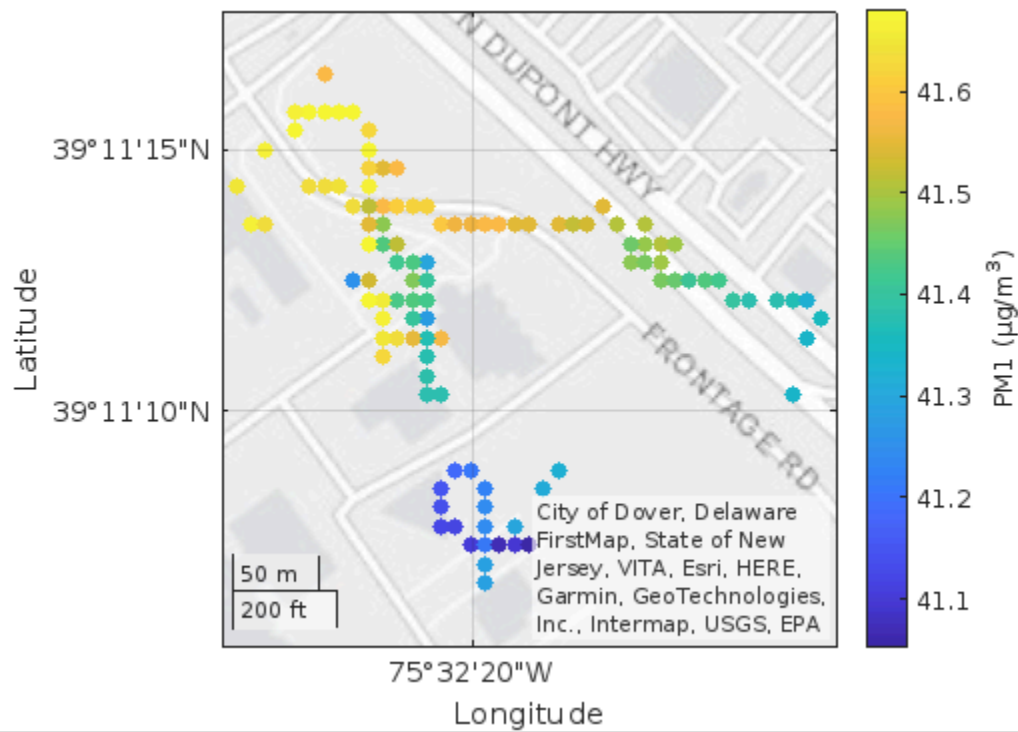 N DUPONT HWY
39°11'15"N
39°11'10"N
Latitude
FRONTAGE RD
City of Dover, Delaware
FirstMap, State of New
Jersey, VITA, Esri, HERE,
Garmin, GeoTechnologies,
Inc., Intermap, USGS, EPA
50 m
200 ft
75°32'20"W
Longitude
41.6
41.5
41.4
41.3
41.2
41.1
PM1 (µg/m³)